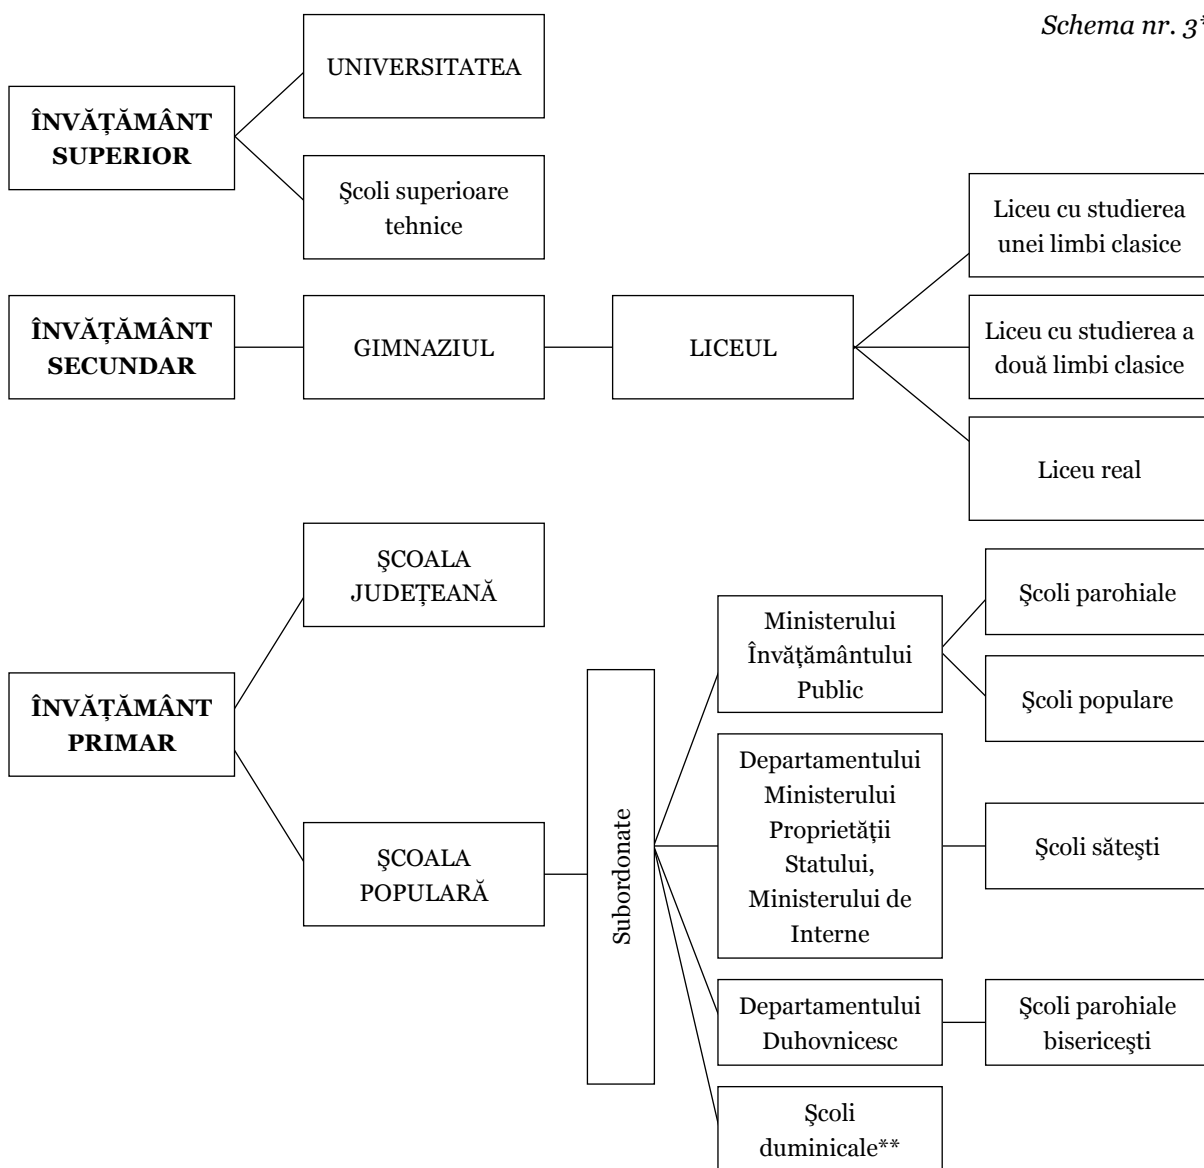 Schema nr. 3*
UNIVERSITATEA
ÎNVĂȚĂMÂNT
SUPERIOR
Şcoli superioare
tehnice
Liceu cu studierea
unei limbi clasice
ÎNVĂȚĂMÂNT
SECUNDAR
GIMNAZIUL
LICEUL
Liceu cu studierea a
două limbi clasice
Liceu real
ŞCOALA
JUDEȚEANĂ
Ministerului
Învățământului
Public
Şcoli parohiale
Şcoli populare
ÎNVĂȚĂMÂNT
PRIMAR
ŞCOALA
POPULARĂ
Subordonate
Departamentului
Ministerului
Proprietății
Statului,
Ministerului de
Interne
Şcoli săteşti
Departamentului
Duhovnicesc
Şcoli parohiale
bisericeşti
Şcoli
duminicale**